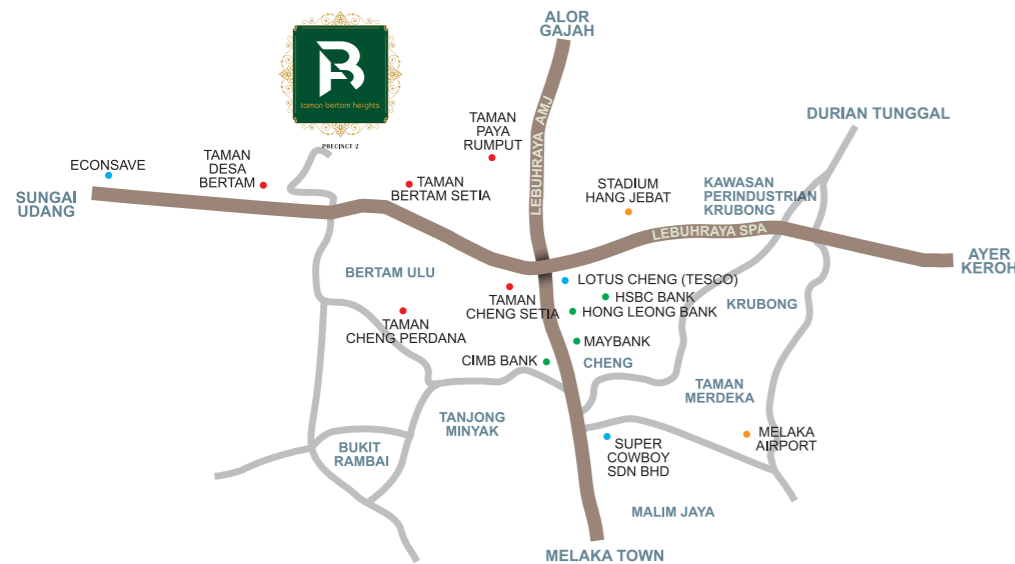 ALOR
GAJAH
taman bertam heights
PRECINCT 2
LEBUHRAYA AMJ
DURIAN TUNGGAL
TAMAN
PAYA
RUMPUT
ECONSAVE
TAMAN
DESA
BERTAM
TAMAN
BERTAM SETIA
STADIUM
HANG JEBAT
KAWASAN
PERINDUSTRIAN
KRUBONG
SUNGAI
UDANG
LEBUHRAYA SPA
AYER
KEROH
BERTAM ULU
LOTUS CHENG (TESCO)
HSBC BANK
HONG LEONG BANK
KRUBONG
TAMAN
CHENG SETIA
TAMAN
CHENG PERDANA
MAYBANK
CIMB BANK
CHENG
TAMAN
MERDEKA
TANJONG
MINYAK
BUKIT
RAMBAI
SUPER
COWBOY
SDN BHD
MELAKA
AIRPORT
MALIM JAYA
MELAKA TOWN